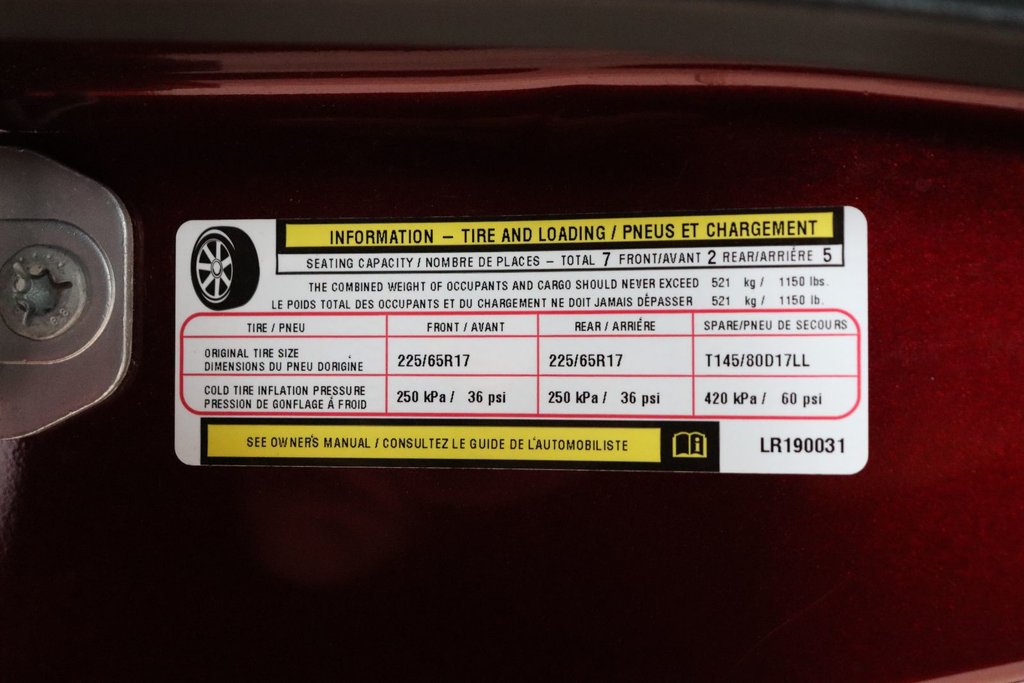 INFORMATION – TIRE AND LOADING / PNEUS ET CHARGEMENT
SEATING CAPACITY / NOMBRE DE PLACES – TOTAL 7 FRONT/AVANT 2 REAR/ARRIÉRE 5
THE COMBINED WEIGHT OF OCCUPANTS AND CARGO SHOULD NEVER EXCEED 521 kg / 1150 lbs.
LE POIDS TOTAL DES OCCUPANTS ET DU CHARGEMENT NE DOIT JAMAIS DÉPASSER 521 kg / 1150 lb.
TIRE / PNEU FRONT / AVANT REAR / ARRIÉRE SPARE/PNEU DE SECOURS
ORIGINAL TIRE SIZE
DIMENSIONS DU PNEU DORIGINE 225/65R17 225/65R17 T145/80D17LL
COLD TIRE INFLATION PRESSURE
PRESSION DE GONFLAGE Á FROID 250 kPa / 36 psi 250 kPa / 36 psi 420 kPa / 60 psi
SEE OWNER'S MANUAL / CONSULTEZ LE GUIDE DE L'AUTOMOBILISTE
LR190031
8.8